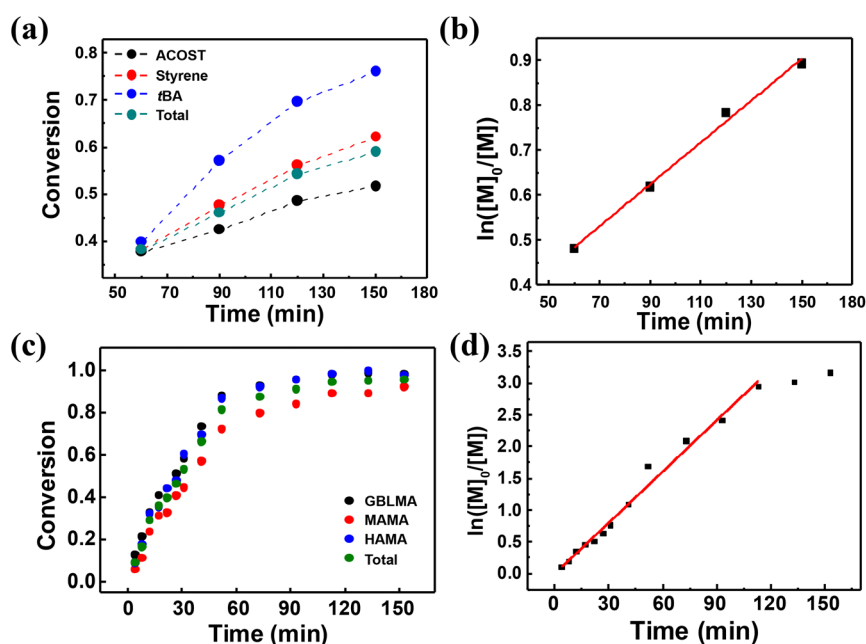 (a)
0.8
0.7
0.6
0.5
0.4
Conversion
ACOST
Styrene
tBA
Total
50 70 90 110 130 150 180
Time (min)
(b)
0.9
0.8
0.7
0.6
0.5
0.4
ln([M]0/[M])
50 70 90 110 130 150 180
Time (min)
(c)
1.0
0.8
0.6
0.4
0.2
0.0
Conversion
GBLMA
MAMA
HAMA
Total
0 30 60 90 120 150
Time (min)
(d)
3.5
3.0
2.5
2.0
1.5
1.0
0.5
0.0
ln([M]0/[M])
0 30 60 90 120 150
Time (min)